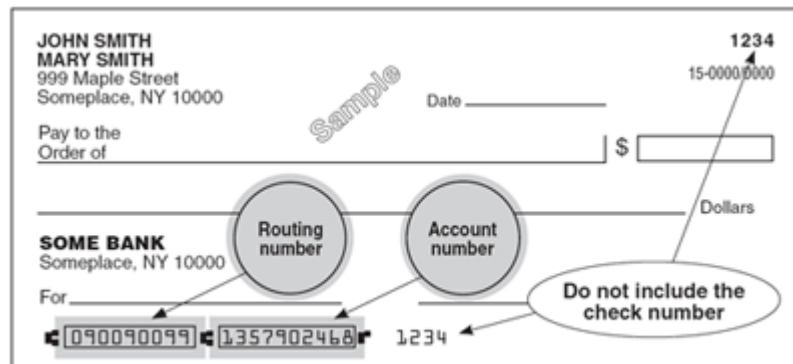 JOHN SMITH
MARY SMITH
999 Maple Street
Someplace, NY 10000
1234
15-0000/0000
Sample
Date
Pay to the
Order of
$
Dollars
Routing
number
Account
number
SOME BANK
Someplace, NY 10000
For
Do not include the
check number
090090099 1357902468 1234